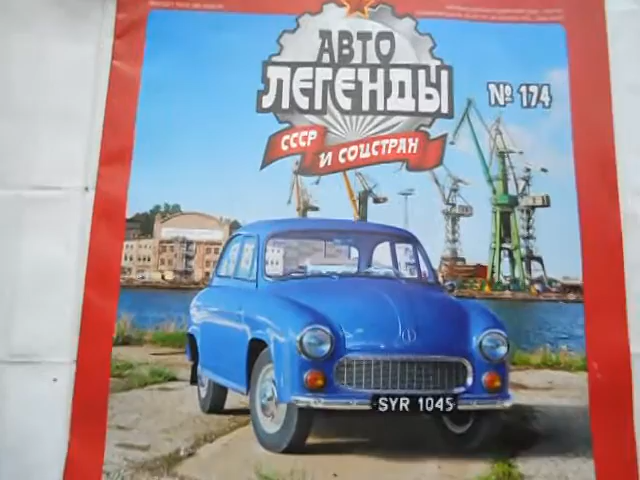 АВТО
ЛЕГЕНДЫ
СССР
И СОЦСТРАН
№ 174
SYR 1045